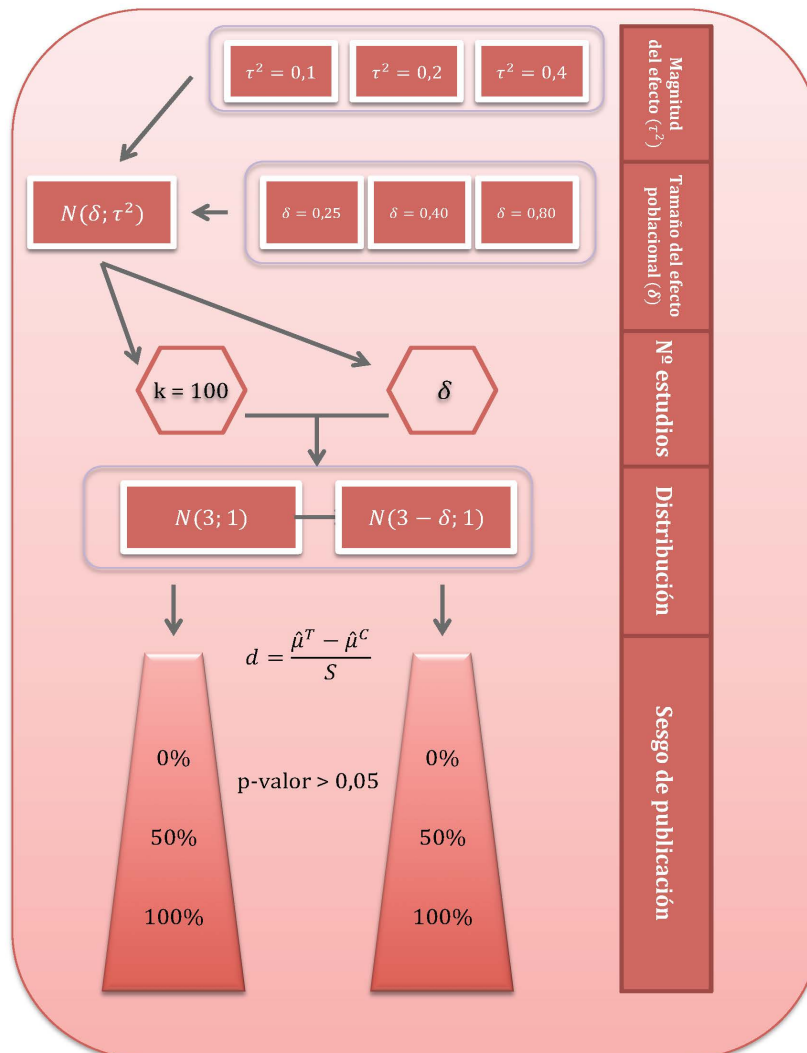 τ² = 0,1
τ² = 0,2
τ² = 0,4
Magnitud
del efecto (τ²)
N(δ; τ²)
δ = 0,25
δ = 0,40
δ = 0,80
Tamaño del efecto
poblacional (δ)
k = 100
δ
Nº estudios
N(3; 1)
N(3 − δ; 1)
Distribución
d = (μ̂ᵀ − μ̂ᶜ) / S
0%
50%
100%
p-valor > 0,05
0%
50%
100%
Sesgo de publicación